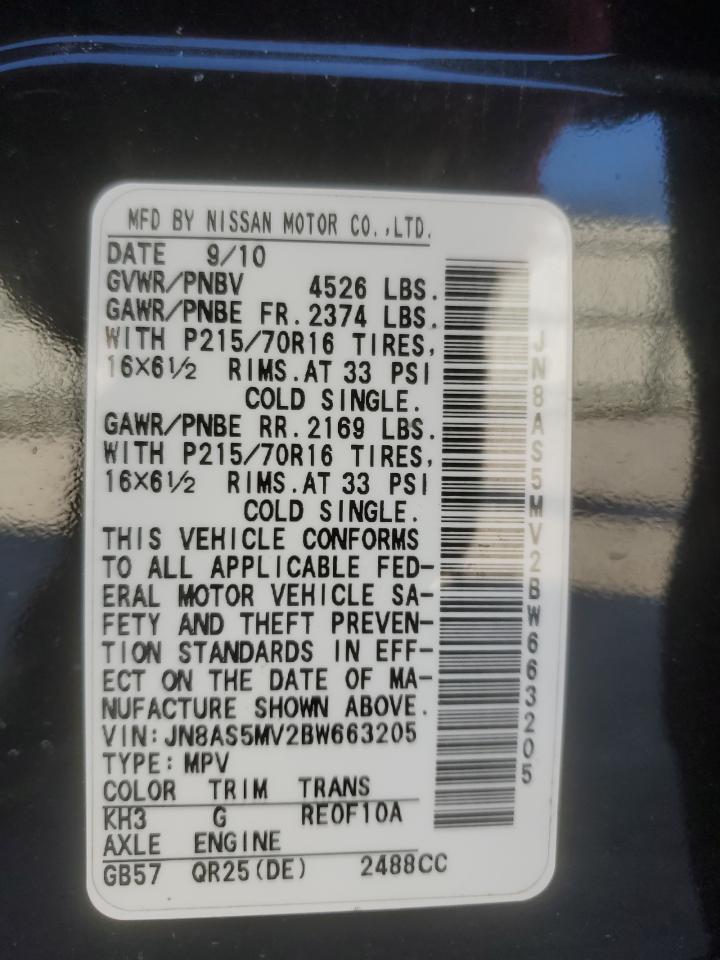 MFD BY NISSAN MOTOR CO.,LTD.
DATE 9/10
GVWR/PNBV 4526 LBS.
GAWR/PNBE FR.2374 LBS.
WITH P215/70R16 TIRES,
16X6½ RIMS.AT 33 PSI
COLD SINGLE.
GAWR/PNBE RR.2169 LBS.
WITH P215/70R16 TIRES,
16X6½ RIMS.AT 33 PSI
COLD SINGLE.
THIS VEHICLE CONFORMS
TO ALL APPLICABLE FED-
ERAL MOTOR VEHICLE SA-
FETY AND THEFT PREVEN-
TION STANDARDS IN EFF-
ECT ON THE DATE OF MA-
NUFACTURE SHOWN ABOVE.
VIN:JN8AS5MV2BW663205
TYPE:MPV
COLOR TRIM TRANS
KH3 G RE0F10A
AXLE ENGINE
GB57 QR25(DE) 2488CC
JN8AS5MV2BW663205